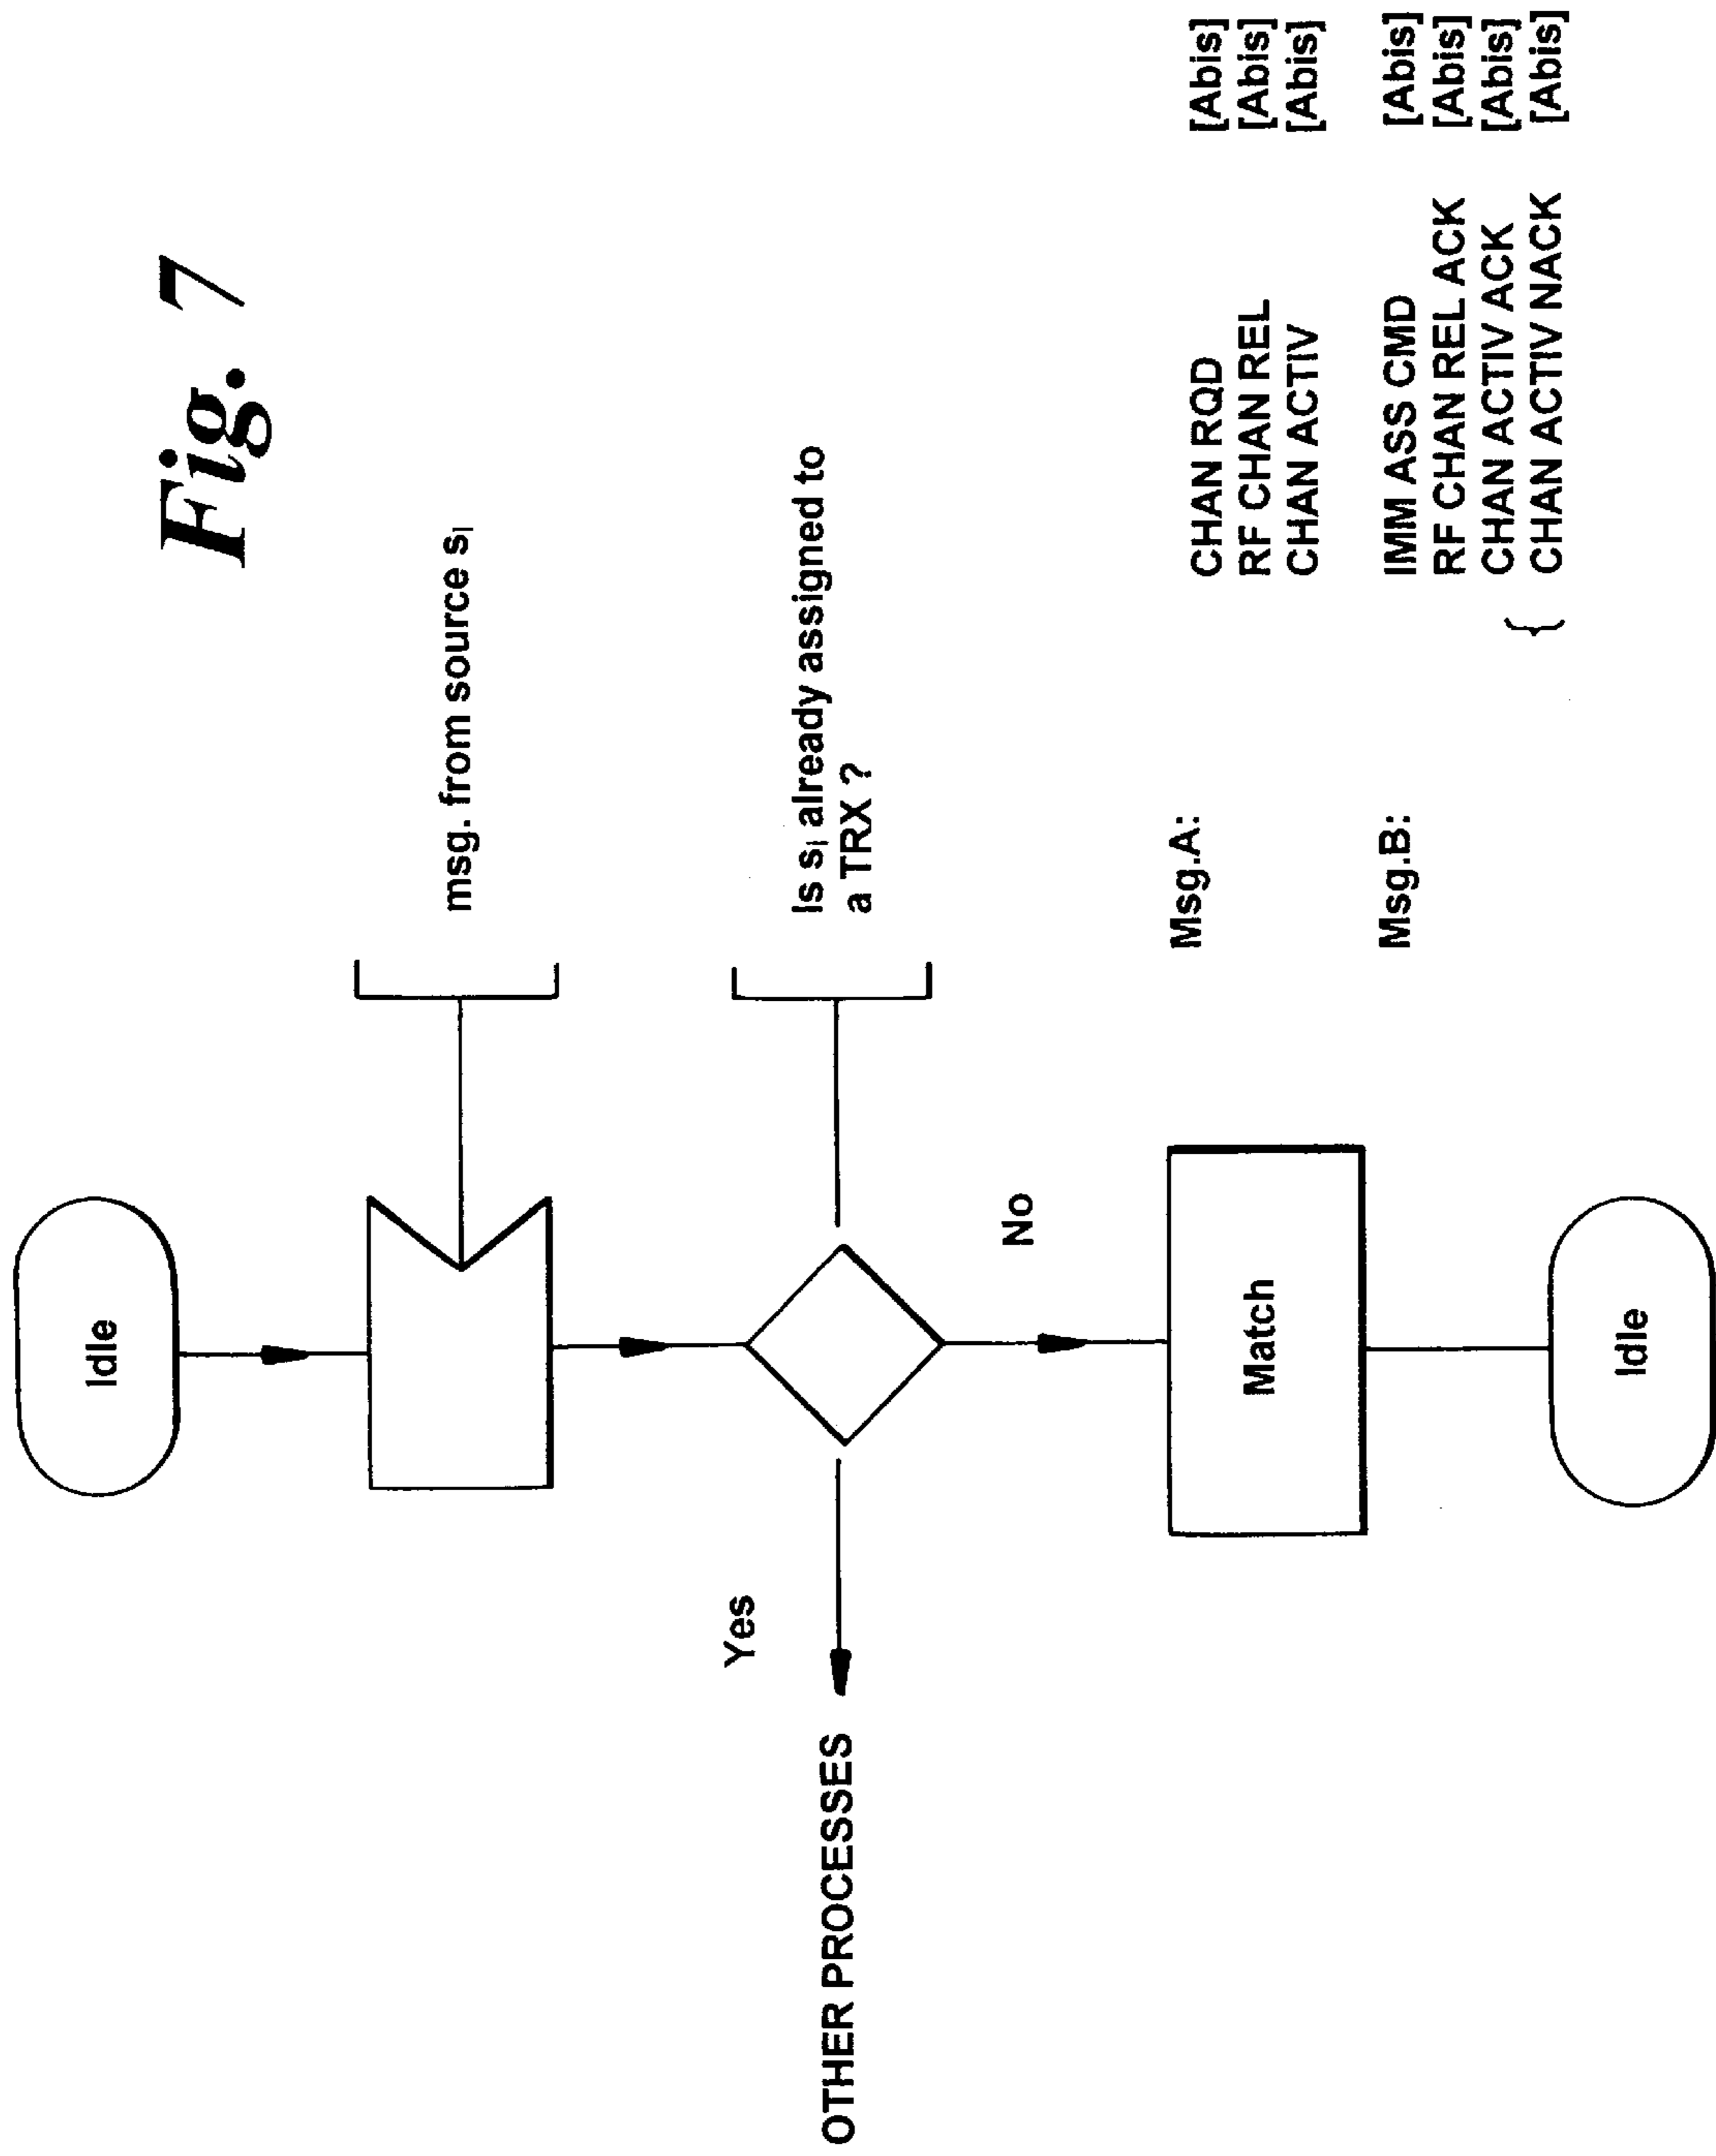 Fig. 7
Idle
msg. from source sᵢ
Is sᵢ already assigned to
a TRX ?
Yes
OTHER PROCESSES
No
Match
Idle
Msg.A: CHAN RQD [Abis]
RF CHAN REL [Abis]
CHAN ACTIV [Abis]
Msg.B: IMM ASS CMD [Abis]
RF CHAN REL ACK [Abis]
{ CHAN ACTIV ACK [Abis]
CHAN ACTIV NACK [Abis]